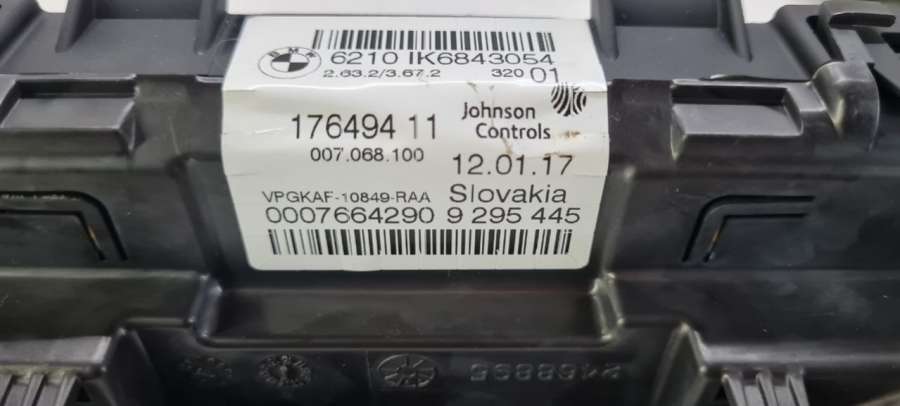 BMW
6210 IK6843054
2.63.2/3.67.2 320 01
176494 11
Johnson
Controls
007.068.100
12.01.17
VPGKAF-10849-RAA Slovakia
0007664290 9 295 445